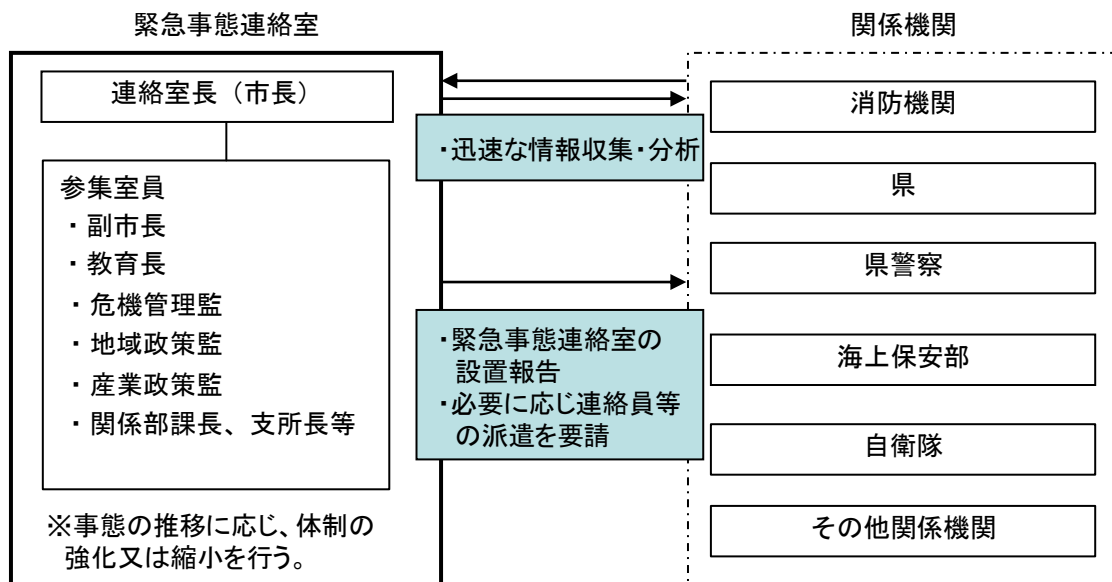 緊急事態連絡室
連絡室長（市長）
参集室員
・副市長
・教育長
・危機管理監
・地域政策監
・産業政策監
・関係部課長、支所長等
※事態の推移に応じ、体制の
強化又は縮小を行う。
・迅速な情報収集・分析
・緊急事態連絡室の
設置報告
・必要に応じ連絡員等
の派遣を要請
関係機関
消防機関
県
県警察
海上保安部
自衛隊
その他関係機関